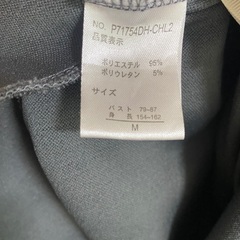 NO. P71754DH-CHL2
品質表示
ポリエステル 95%
ポリウレタン 5%
サイズ
バスト 79-87
身長 154-162
M